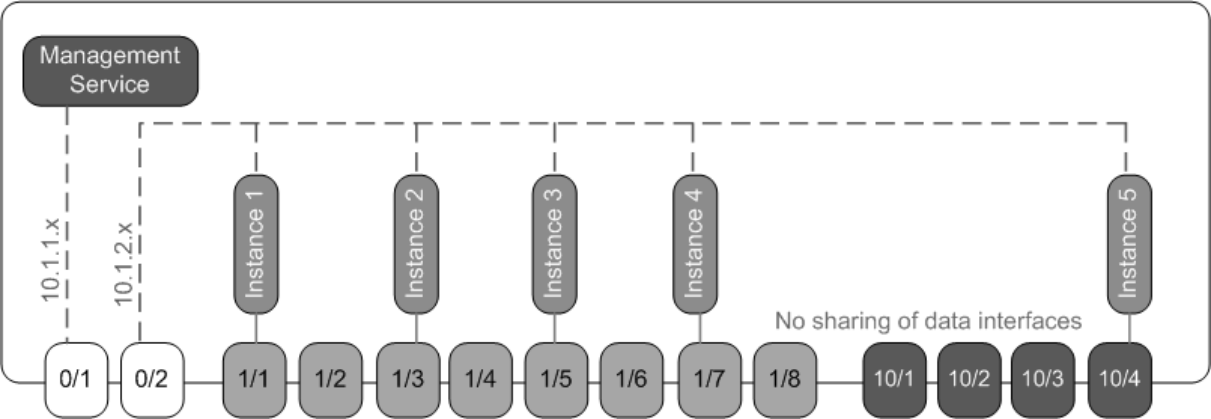 Management
Service
10.1.1.x
10.1.2.x
Instance 1
Instance 2
Instance 3
Instance 4
Instance 5
No sharing of data interfaces
0/1
0/2
1/1
1/2
1/3
1/4
1/5
1/6
1/7
1/8
10/1
10/2
10/3
10/4